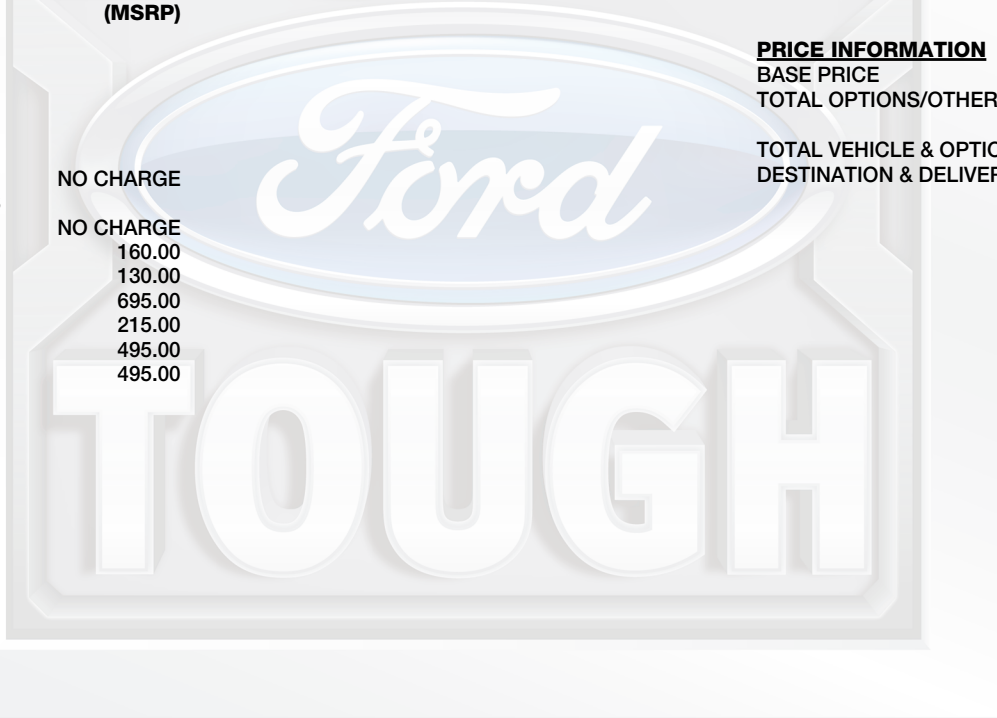 (MSRP)
NO CHARGE
NO CHARGE
160.00
130.00
695.00
215.00
495.00
495.00
PRICE INFORMATION
BASE PRICE
TOTAL OPTIONS/OTHER
TOTAL VEHICLE & OPTIO
DESTINATION & DELIVER
Ford
TOUGH